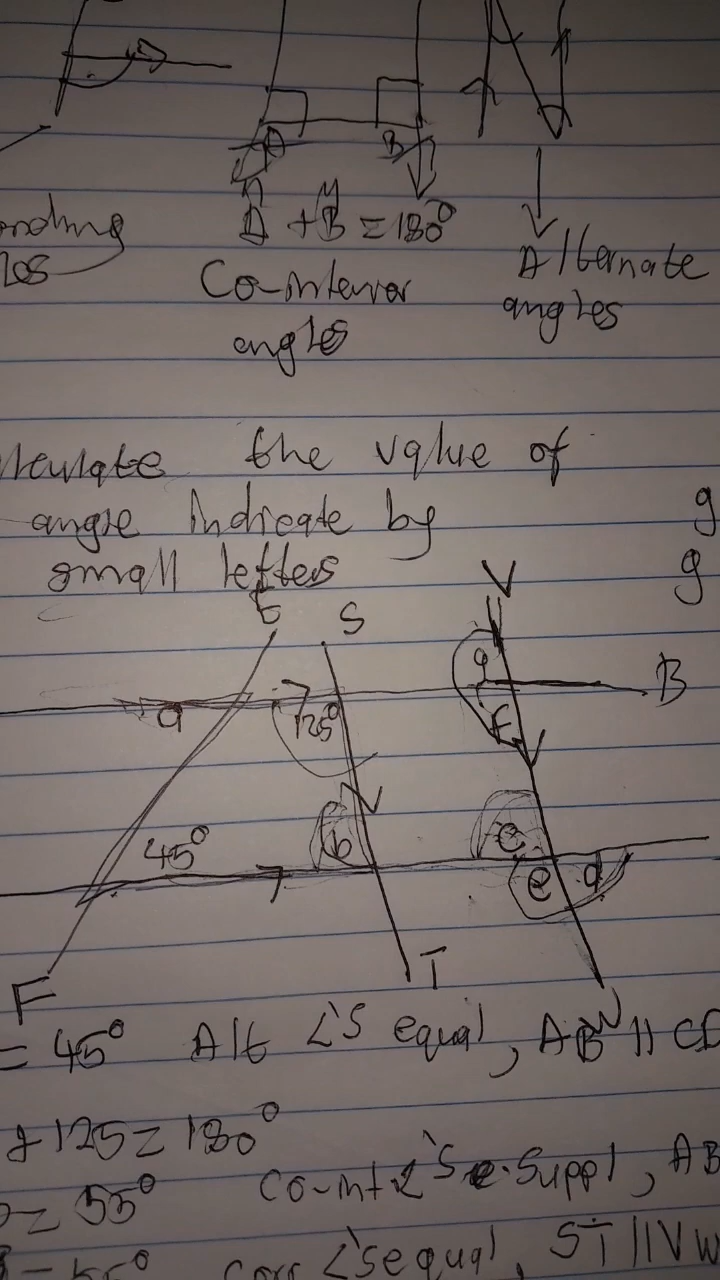 A B
Â + B̂ = 180°
Co-interior
angles
Alternate
angles
the value of
angle indicate by
small letters
g
g
E S V
a 125° g B
f
45° b c
e d
F T W
= 45° Alt <'s equal, AB || CD
+ 125 = 180°
= 55° Co-int <'s suppl, AB
55° Corr <'s equal, ST || VW